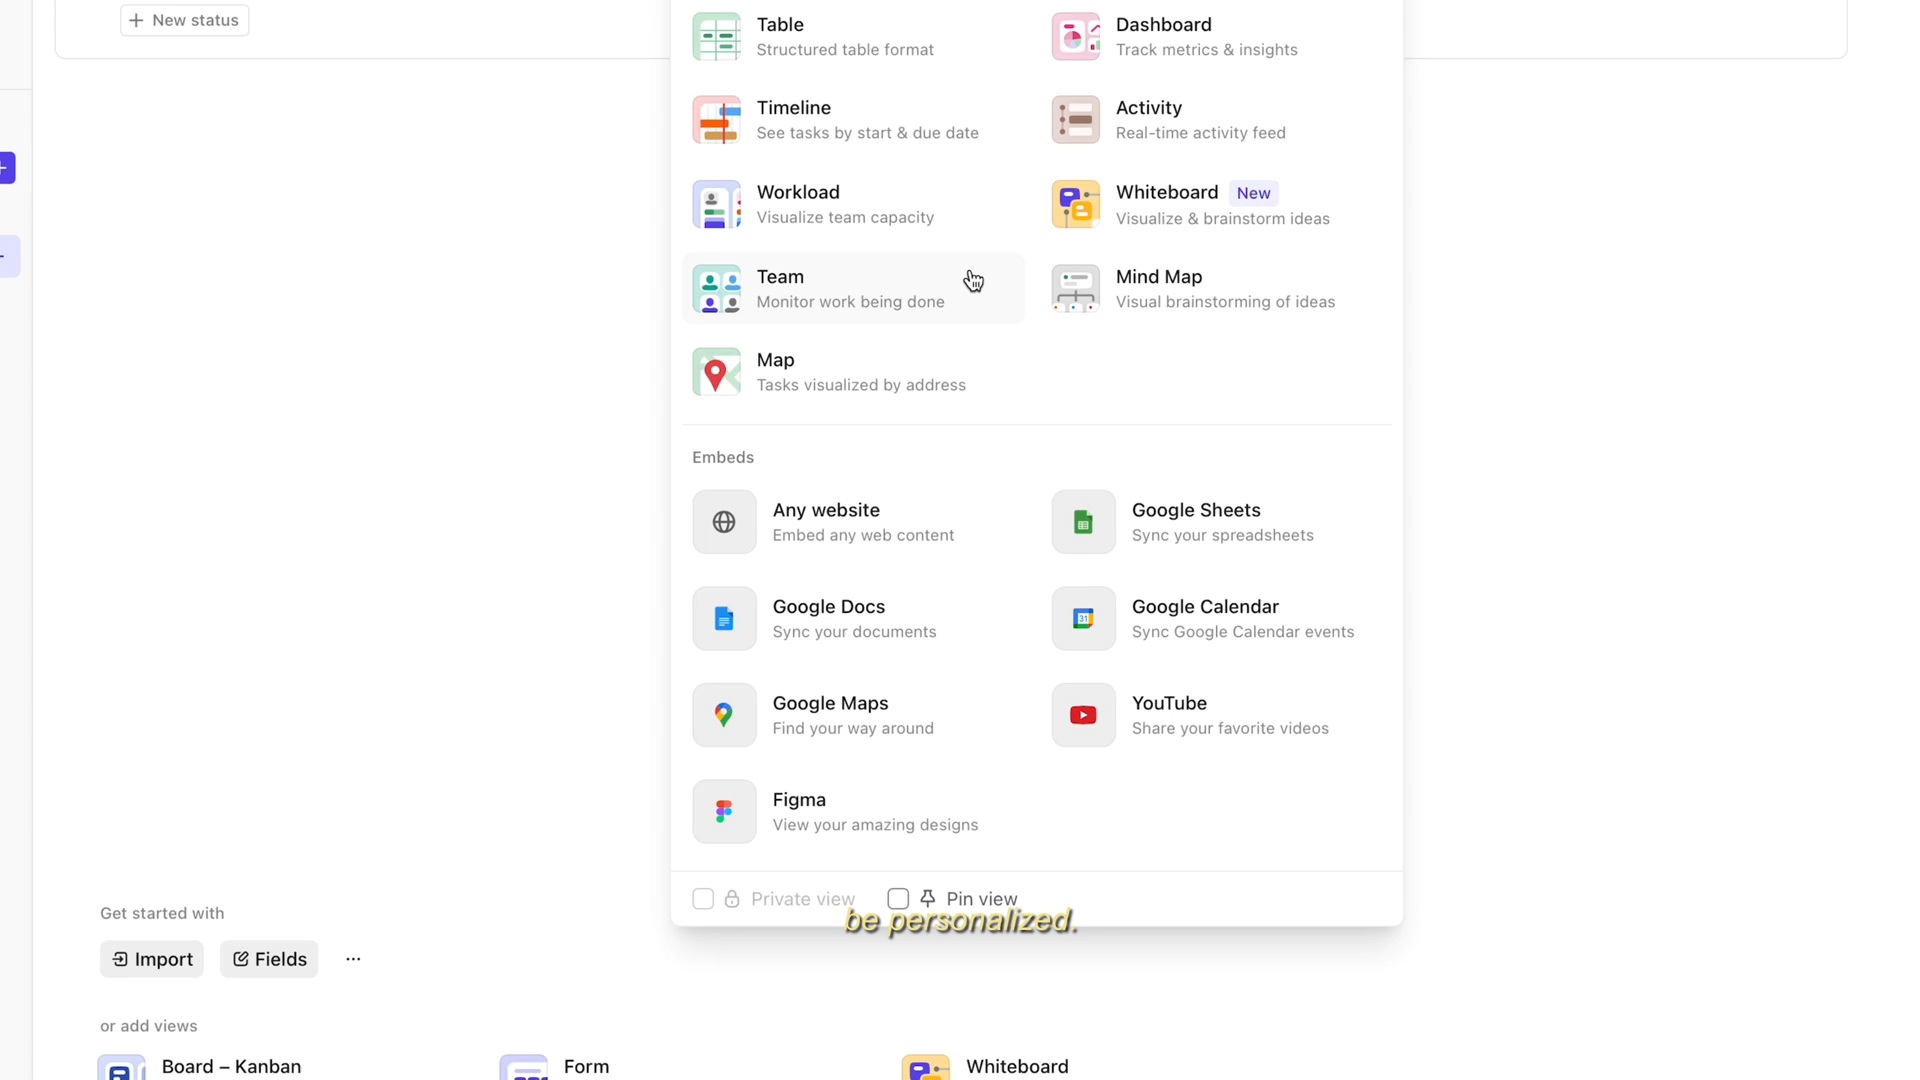 New status
Table
Structured table format
Dashboard
Track metrics & insights
Timeline
See tasks by start & due date
Activity
Real-time activity feed
Workload
Visualize team capacity
Whiteboard New
Visualize & brainstorm ideas
Team
Monitor work being done
Mind Map
Visual brainstorming of ideas
Map
Tasks visualized by address
Embeds
Any website
Embed any web content
Google Sheets
Sync your spreadsheets
Google Docs
Sync your documents
31
Google Calendar
Sync Google Calendar events
Google Maps
Find your way around
YouTube
Share your favorite videos
Figma
View your amazing designs
Private view
Pin view
be personalized.
Get started with
Import
Fields
...
or add views
Board – Kanban
Form
Whiteboard